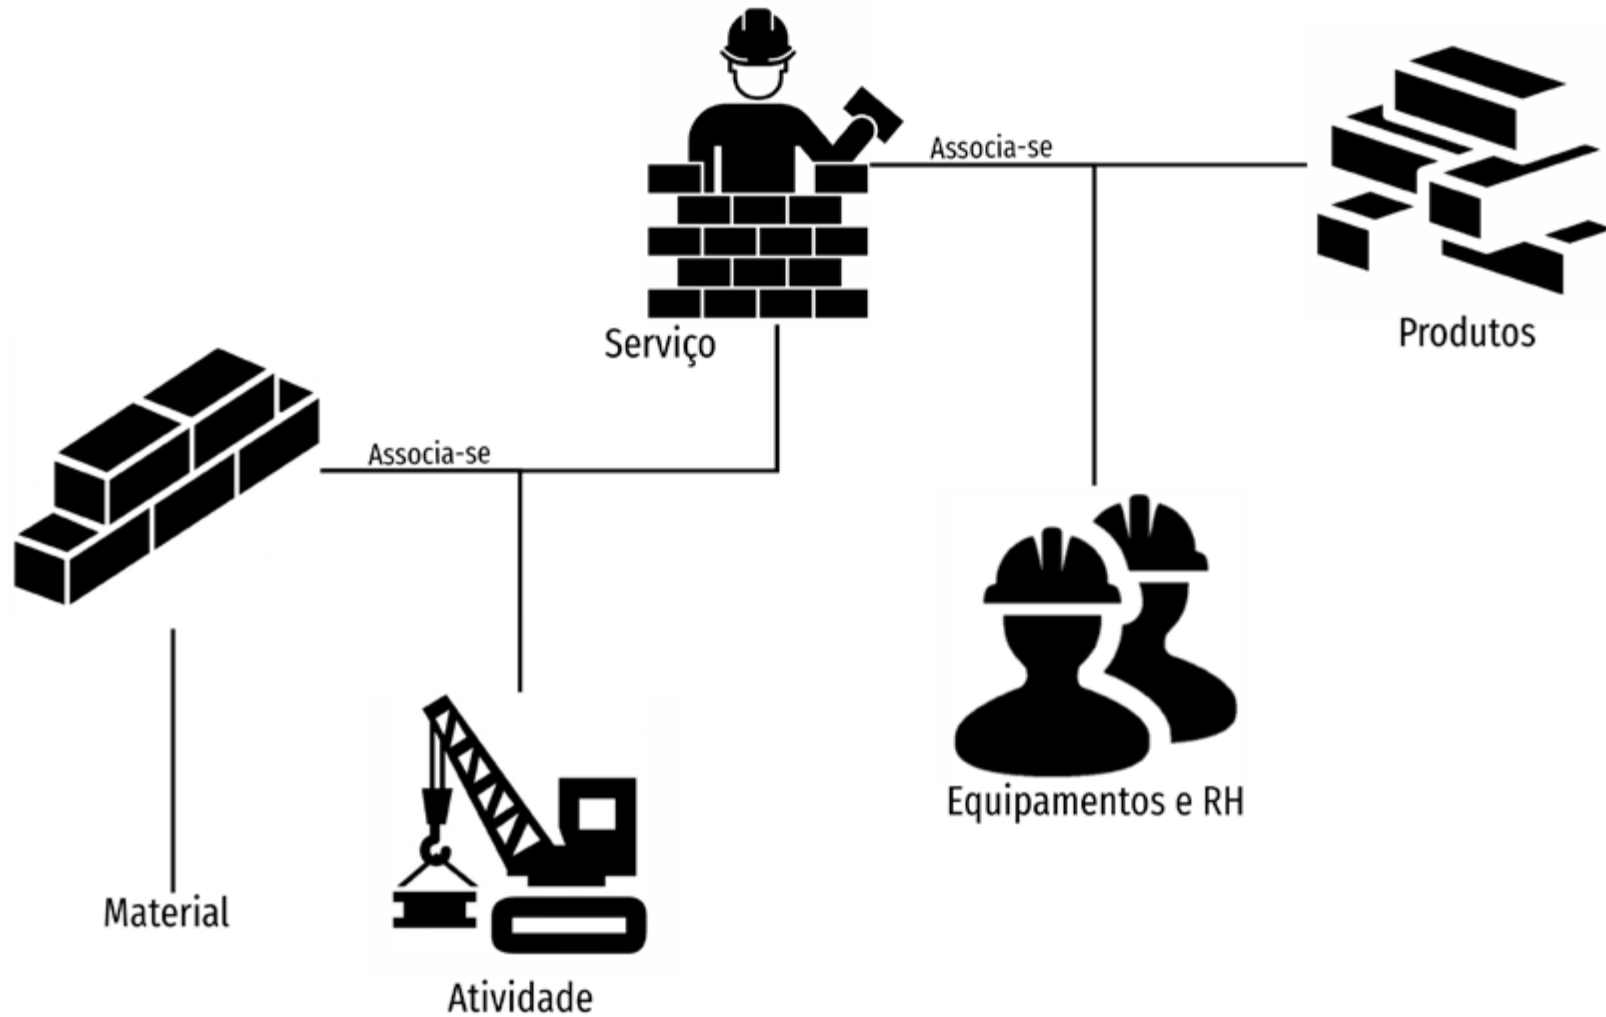 Associa-se
Serviço
Produtos
Associa-se
Equipamentos e RH
Material
Atividade